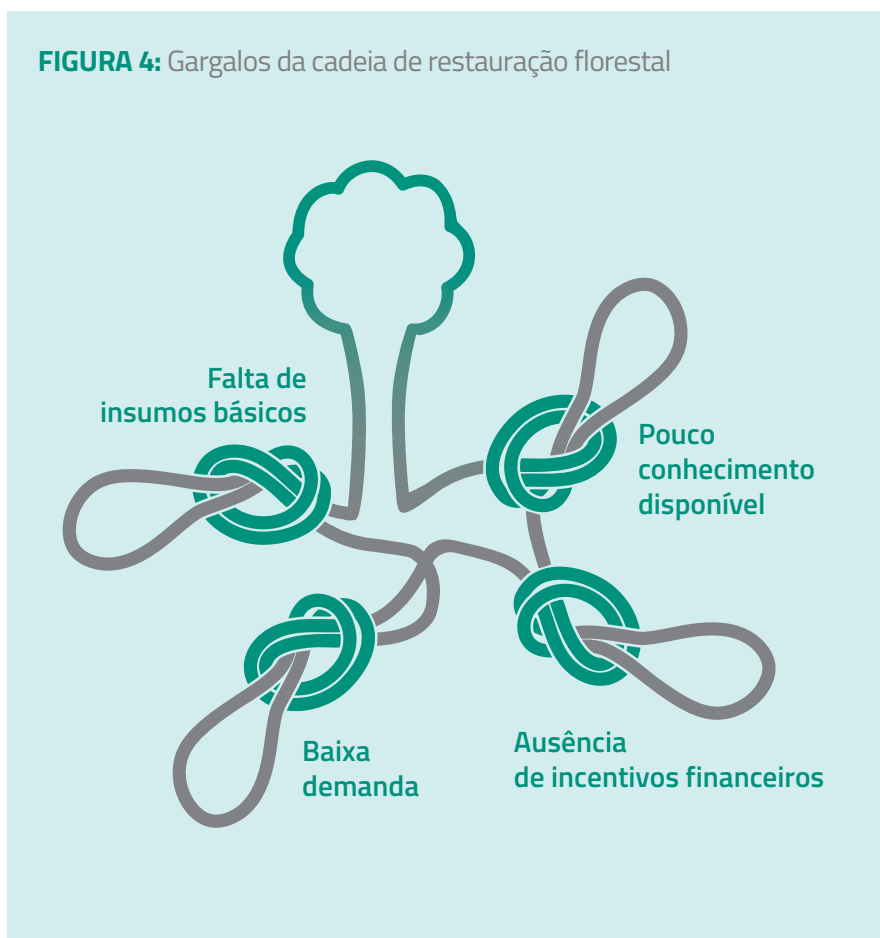 FIGURA 4: Gargalos da cadeia de restauração florestal
Falta de
insumos básicos
Pouco
conhecimento
disponível
Baixa
demanda
Ausência
de incentivos financeiros